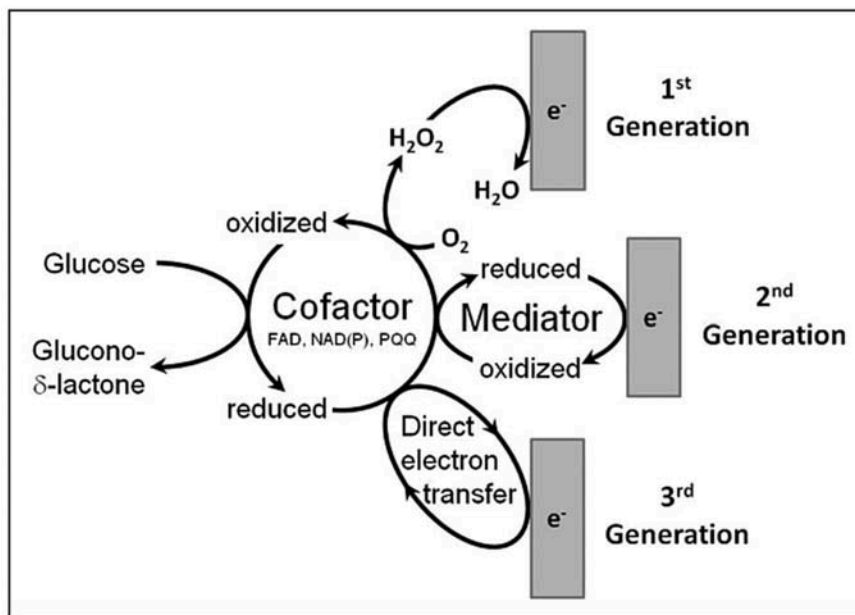 1st
Generation
e-
H2O2
H2O
oxidized
O2
Glucose
Cofactor
FAD, NAD(P), PQQ
reduced
Mediator
oxidized
e-
2nd
Generation
Glucono-
δ-lactone
reduced
Direct
electron
transfer
e-
3rd
Generation